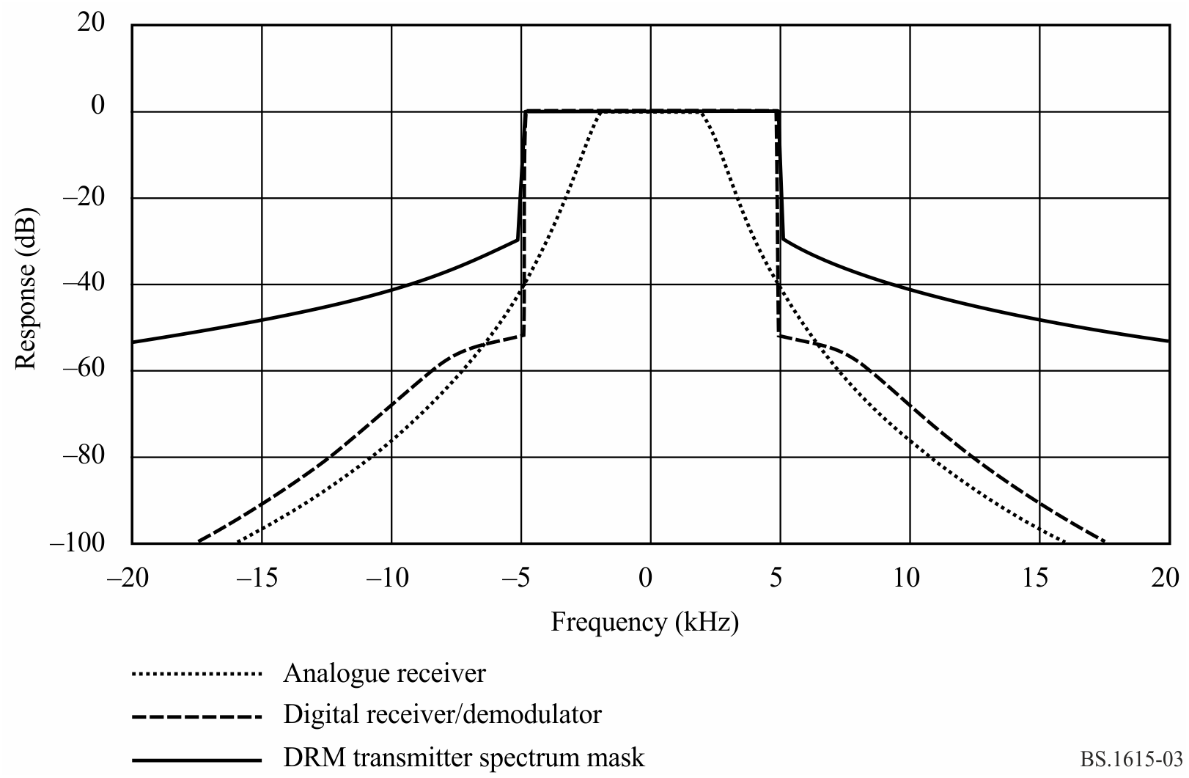 20
0
–20
–40
–60
–80
–100
Response (dB)
–20 –15 –10 –5 0 5 10 15 20
Frequency (kHz)
Analogue receiver
Digital receiver/demodulator
DRM transmitter spectrum mask
BS.1615-03